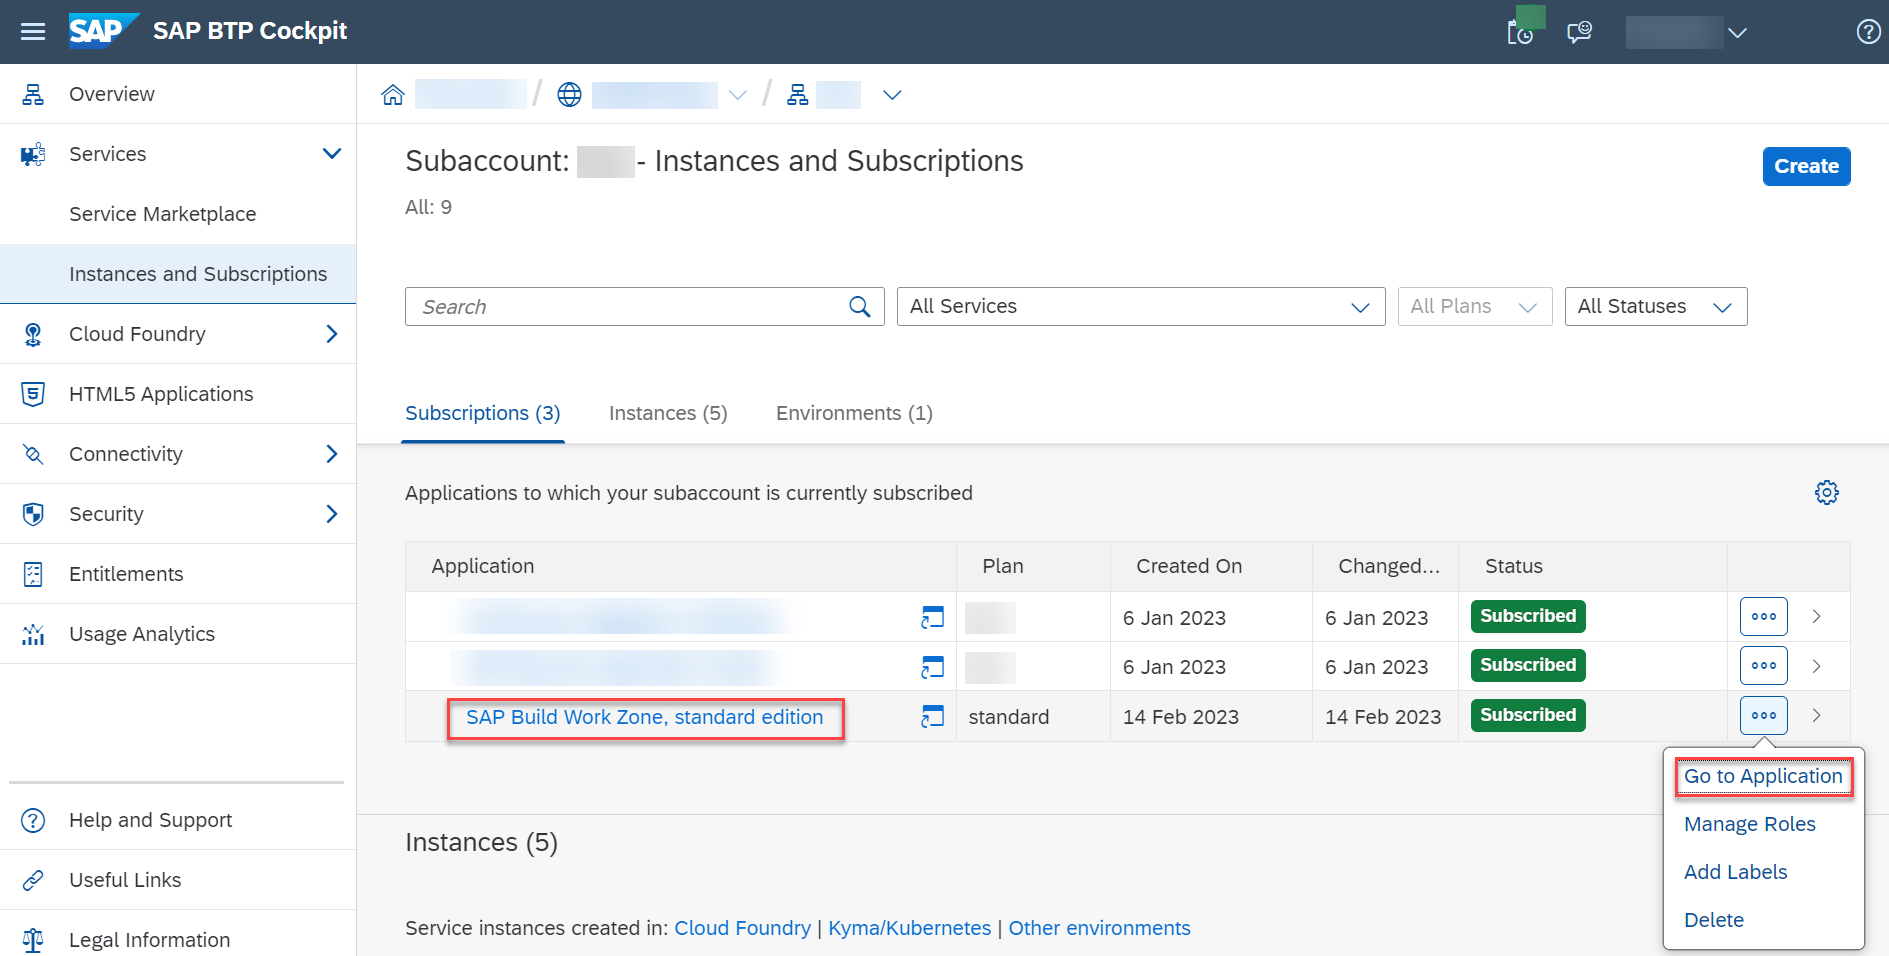 SAP SAP BTP Cockpit
Overview
Services
Service Marketplace
Instances and Subscriptions
Cloud Foundry
HTML5 Applications
Connectivity
Security
Entitlements
Usage Analytics
Help and Support
Useful Links
Legal Information
Subaccount: - Instances and Subscriptions
Create
All: 9
Search
All Services
All Plans
All Statuses
Subscriptions (3) Instances (5) Environments (1)
Applications to which your subaccount is currently subscribed
Application Plan Created On Changed... Status
6 Jan 2023 6 Jan 2023 Subscribed
6 Jan 2023 6 Jan 2023 Subscribed
SAP Build Work Zone, standard edition standard 14 Feb 2023 14 Feb 2023 Subscribed
Go to Application
Manage Roles
Add Labels
Delete
Instances (5)
Service instances created in: Cloud Foundry | Kyma/Kubernetes | Other environments